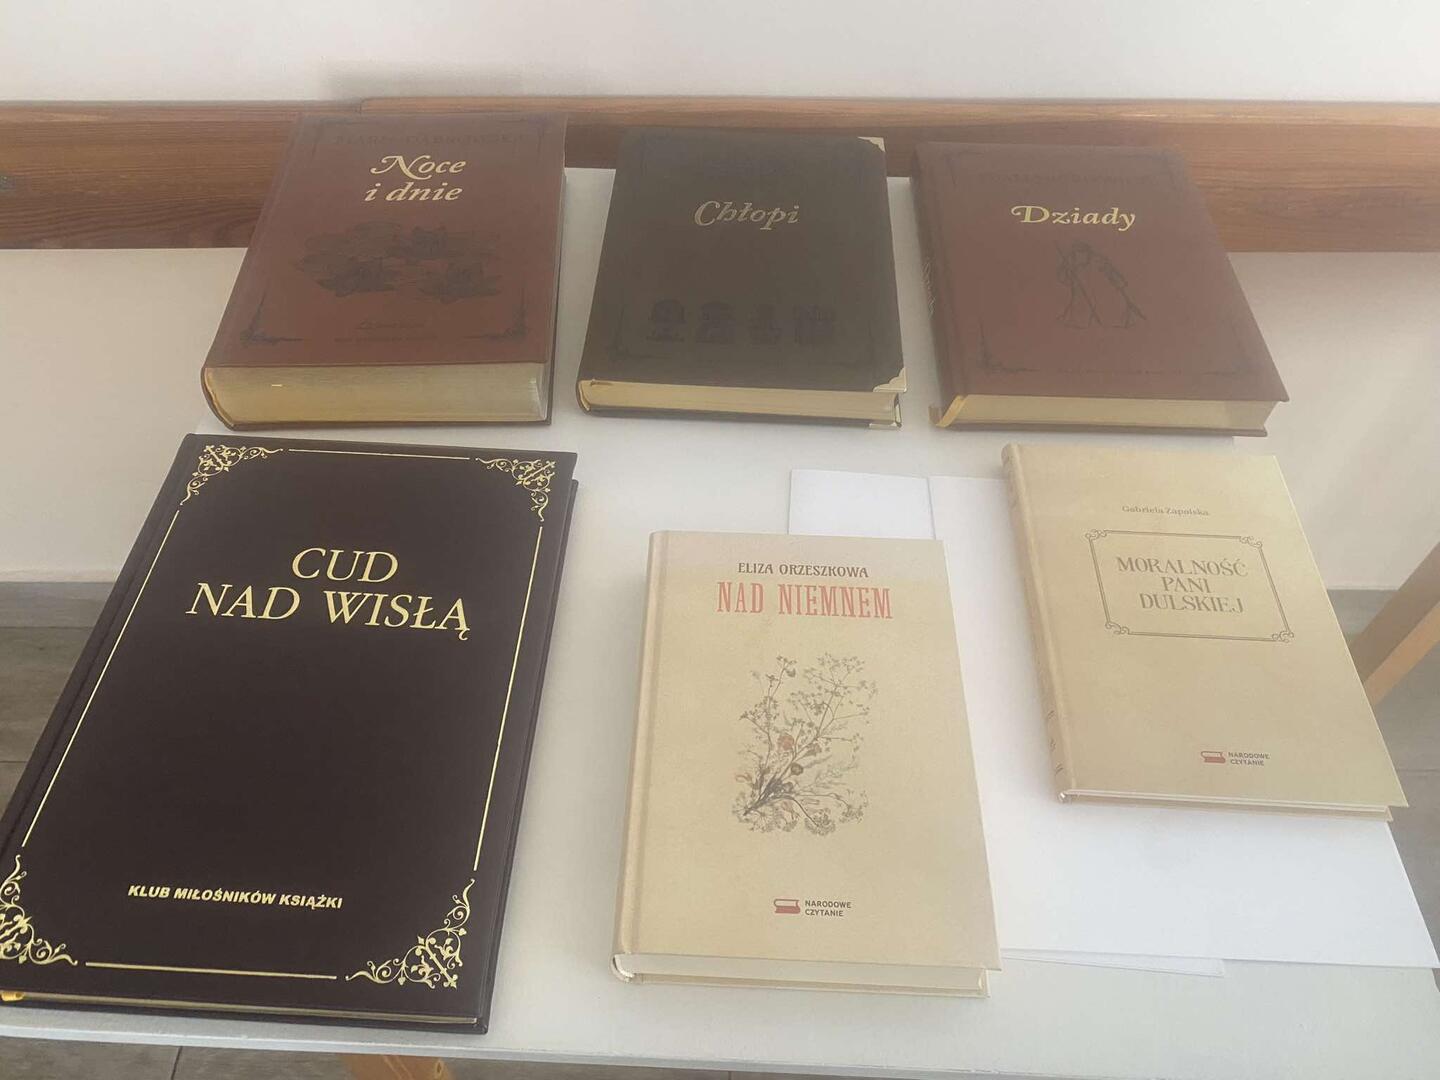 Noce
i dnie
Chłopi
Dziady
CUD
NAD WISŁĄ
KLUB MIŁOŚNIKÓW KSIĄŻKI
ELIZA ORZESZKOWA
NAD NIEMNEM
NARODOWE
CZYTANIE
Gabriela Zapolska
MORALNOŚĆ
PANI
DULSKIEJ
NARODOWE
CZYTANIE